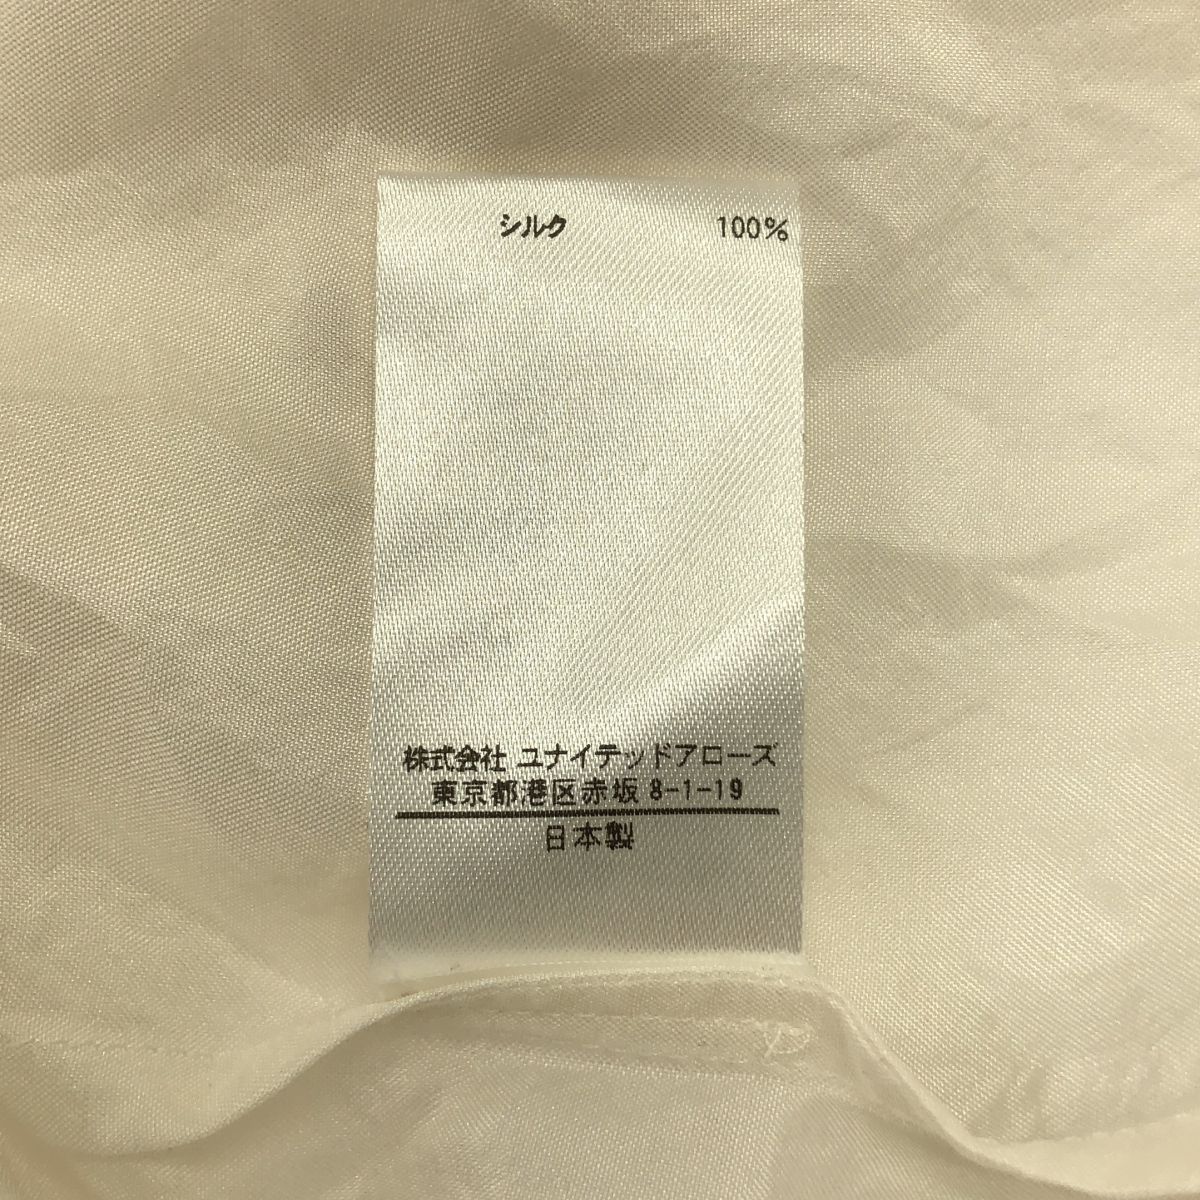 シルク 100%
株式会社 ユナイテッドアローズ
東京都港区赤坂 8-1-19
日本製